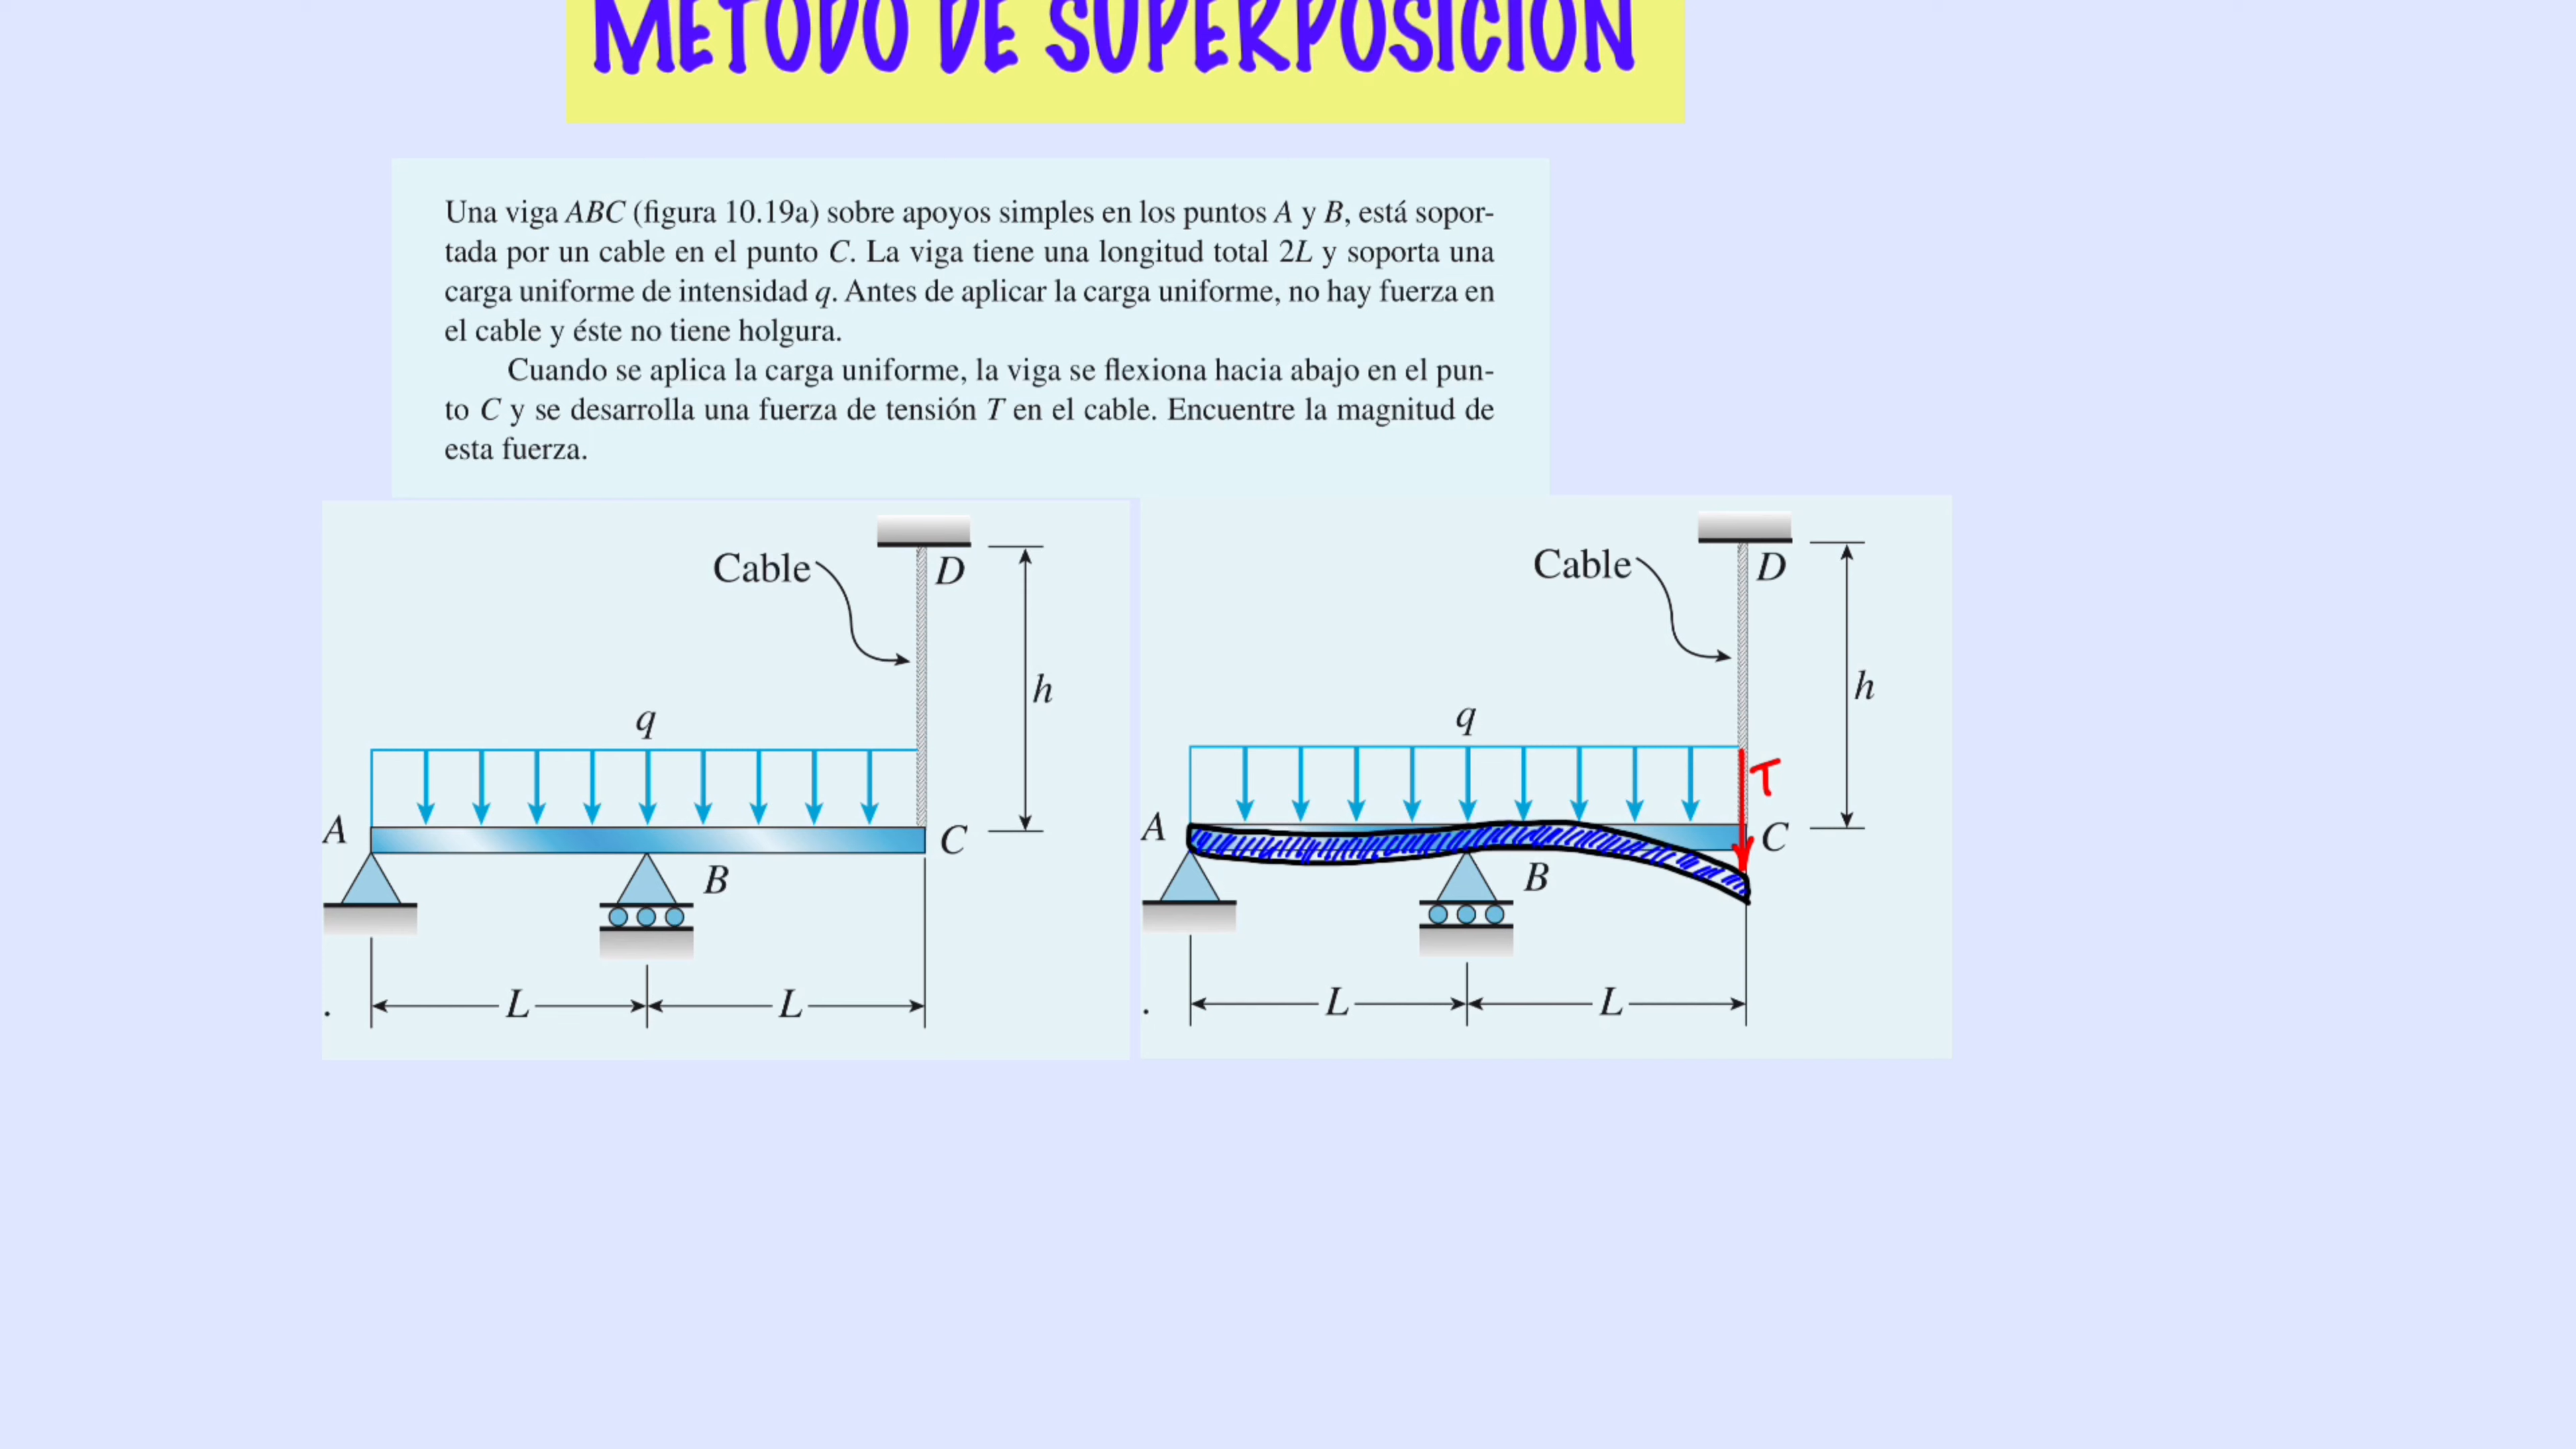 METODO DE SUPERPOSICION
Una viga ABC (figura 10.19a) sobre apoyos simples en los puntos A y B, está sopor-
tada por un cable en el punto C. La viga tiene una longitud total 2L y soporta una
carga uniforme de intensidad q. Antes de aplicar la carga uniforme, no hay fuerza en
el cable y éste no tiene holgura.
Cuando se aplica la carga uniforme, la viga se flexiona hacia abajo en el pun-
to C y se desarrolla una fuerza de tensión T en el cable. Encuentre la magnitud de
esta fuerza.
Cable
D
h
q
A
C
B
L
L
.
Cable
D
h
q
T
A
C
B
L
L
.